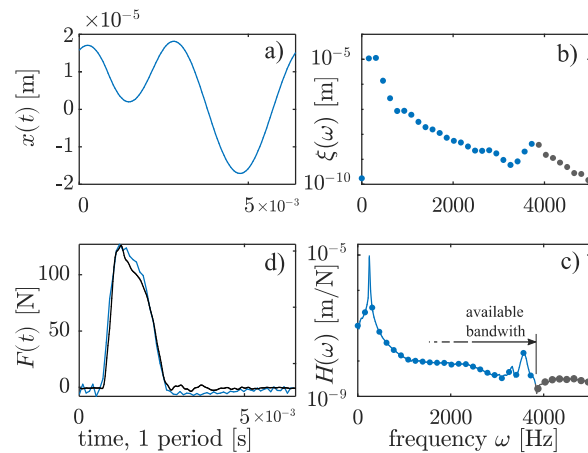 ×10⁻⁵
a)
2
1
0
-1
-2
x(t) [m]
0
5 ×10⁻³
b)
10⁻⁵
10⁻¹⁰
ξ(ω) [m]
0
2000
4000
d)
100
50
0
F(t) [N]
0
5 ×10⁻³
time, 1 period [s]
c)
10⁻⁵
10⁻⁹
H(ω) [m/N]
available
bandwith
0
2000
4000
frequency ω [Hz]